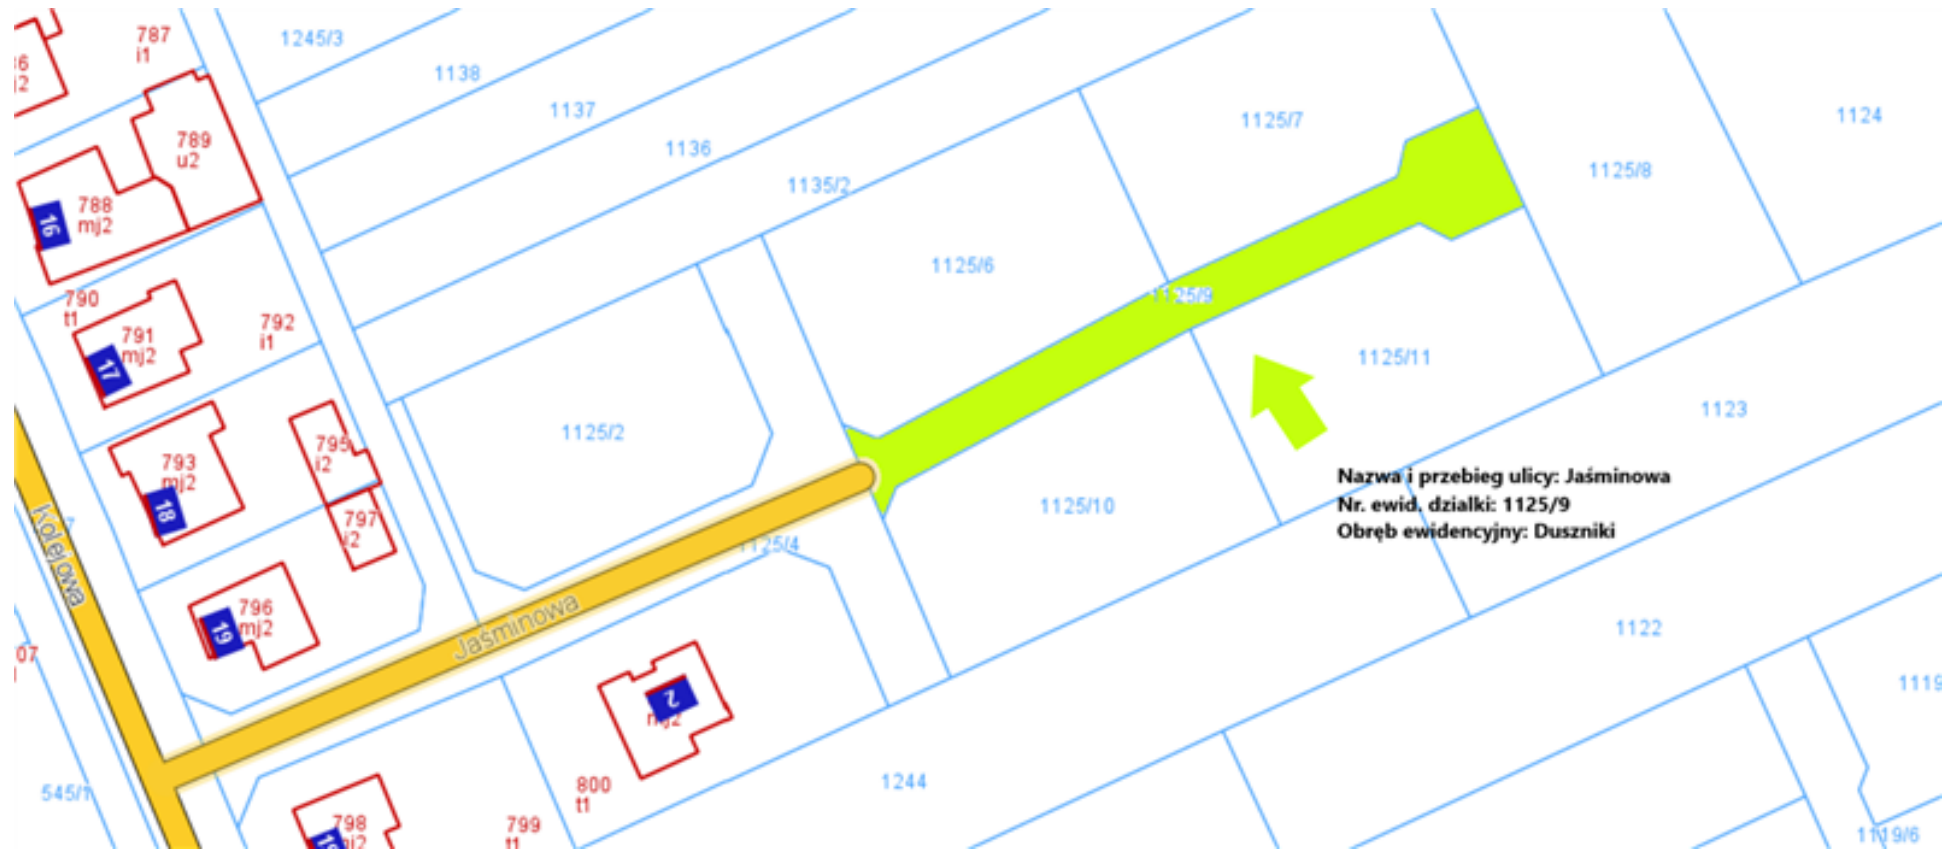 787
i1
1245/3
1138
1137
1136
1135/2
1125/7
1124
1125/8
789
u2
788
mj2
16
790
t1
791
mj2
17
792
i1
1125/6
1125/9
1125/11
1123
1125/2
793
mj2
18
795
i2
797
i2
1125/10
Nazwa i przebieg ulicy: Jaśminowa
Nr. ewid. dzialki: 1125/9
Obręb ewidencyjny: Duszniki
Kolejowa
1125/4
796
mj2
19
Jaśminowa
1122
07
2
mj2
1119
545/1
800
t1
1244
798
mj2
799
t1
1119/6